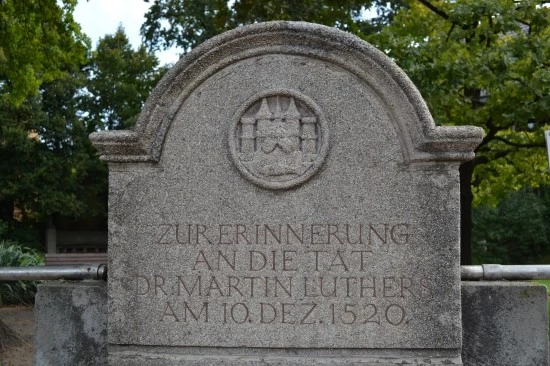 ZUR ERINNERUNG
AN DIE TAT
DR. MARTIN LUTHERS
AM 10. DEZ. 1520.